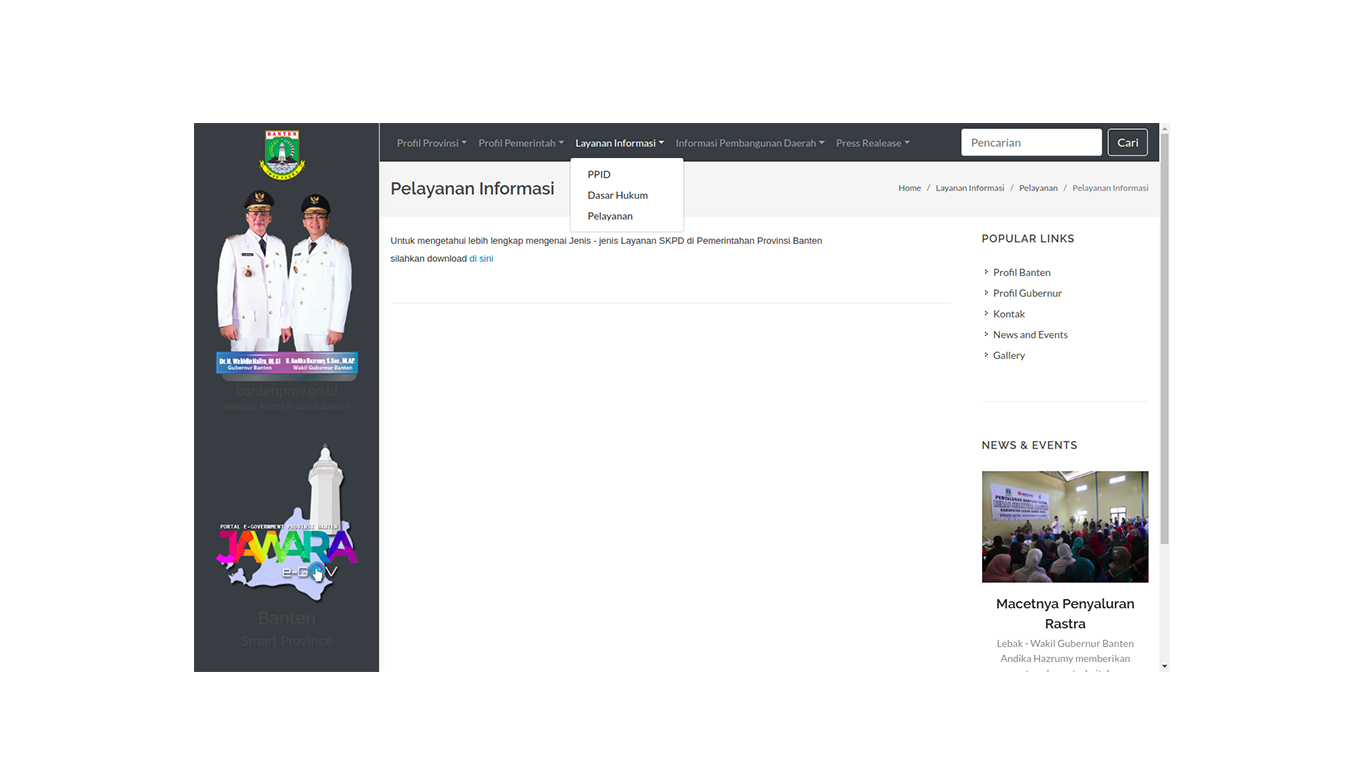 BANTEN
Profil Provinsi
Profil Pemerintah
Layanan Informasi
Informasi Pembangunan Daerah
Press Realease
Pencarian
Cari
PPID
Dasar Hukum
Pelayanan
Pelayanan Informasi
Home / Layanan Informasi / Pelayanan / Pelayanan Informasi
Untuk mengetahui lebih lengkap mengenai Jenis - jenis Layanan SKPD di Pemerintahan Provinsi Banten
silahkan download di sini
Dr. H. Wahidin Halim, M.Si
Gubernur Banten
H. Andika Hazrumy, S.Sos., M.AP.
Wakil Gubernur Banten
bantenprov.go.id
Website Resmi Provinsi Banten
PORTAL E-GOVERNMENT PROVINSI BANTEN
JAWARA
e-GOV
Banten
Smart Province
POPULAR LINKS
Profil Banten
Profil Gubernur
Kontak
News and Events
Gallery
NEWS & EVENTS
Macetnya Penyaluran
Rastra
Lebak - Wakil Gubernur Banten
Andika Hazrumy memberikan